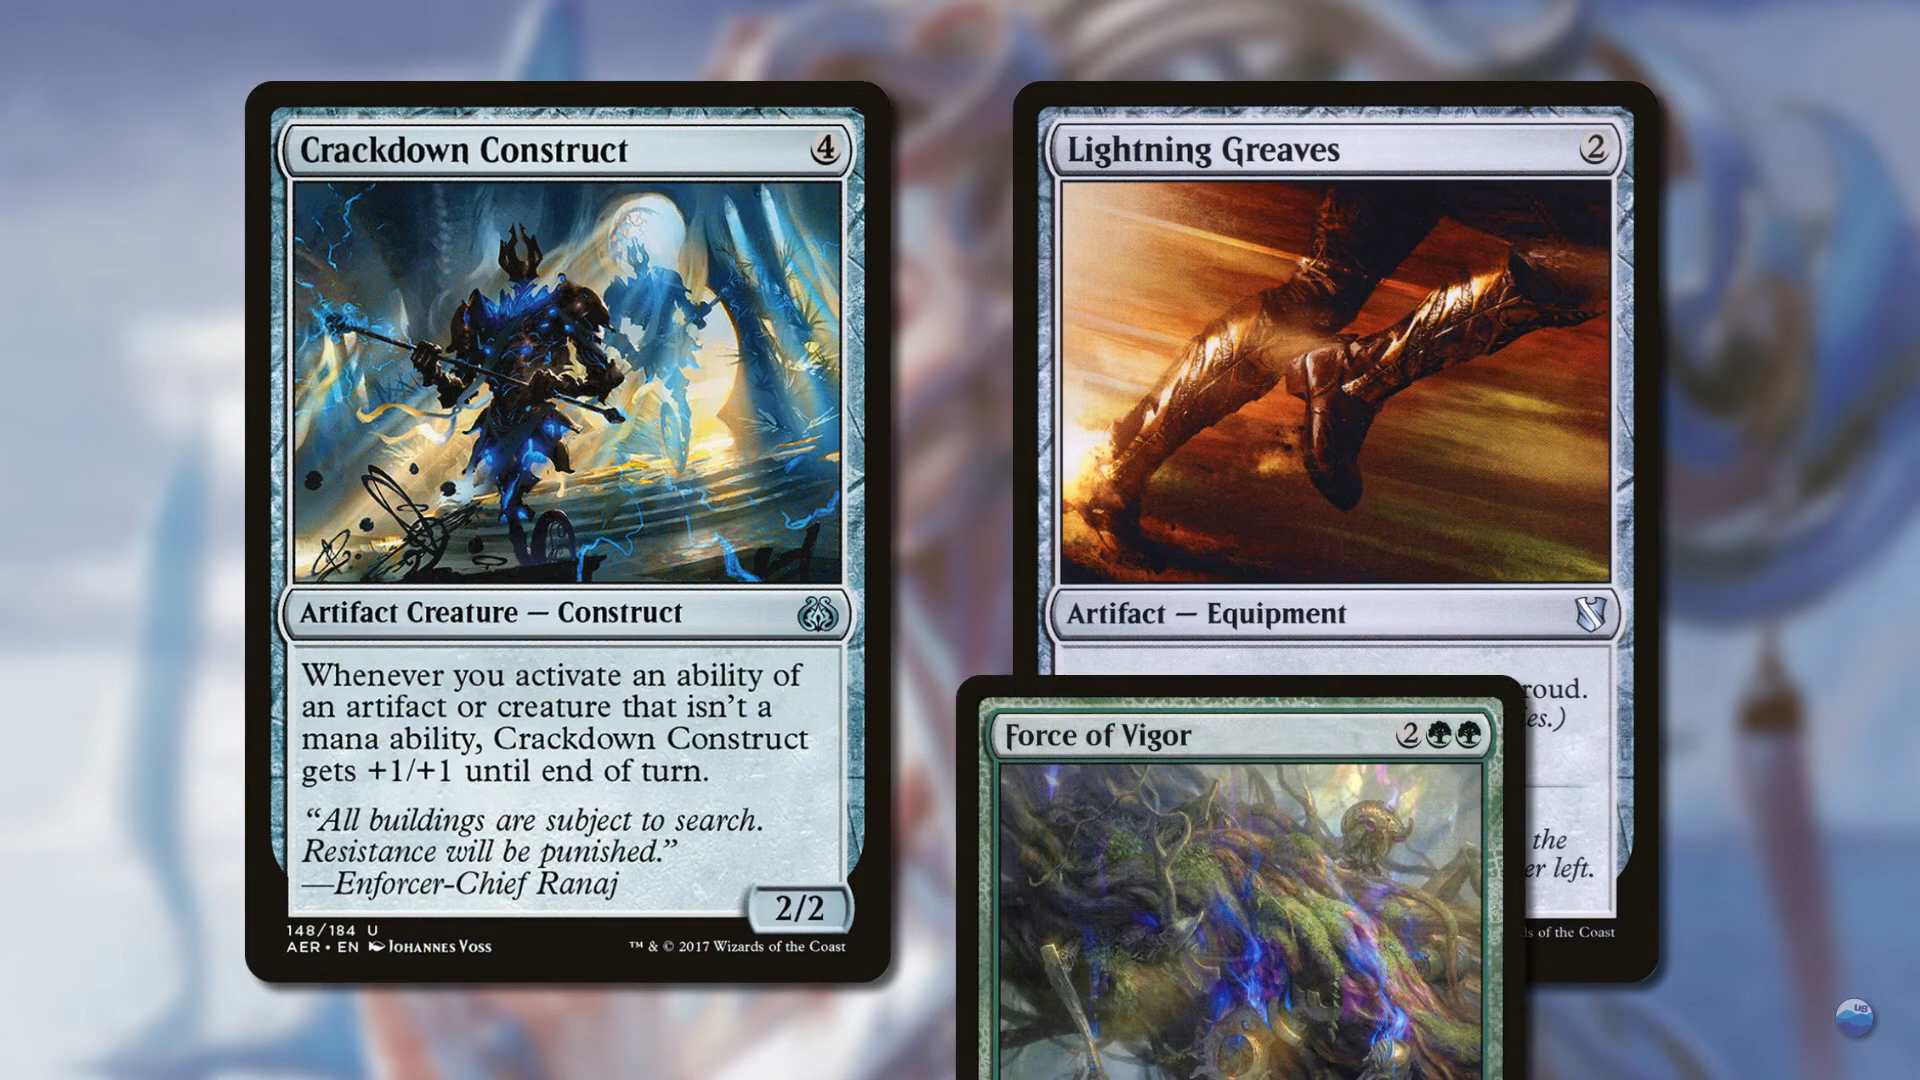 Crackdown Construct 4
Artifact Creature — Construct
Whenever you activate an ability of
an artifact or creature that isn't a
mana ability, Crackdown Construct
gets +1/+1 until end of turn.
“All buildings are subject to search.
Resistance will be punished.”
—Enforcer-Chief Ranaj
2/2
148/184 U
AER • EN Johannes Voss
™ & © 2017 Wizards of the Coast
Lightning Greaves 2
Artifact — Equipment
roud.
ies.)
the
er left.
ds of the Coast
Force of Vigor 2
us